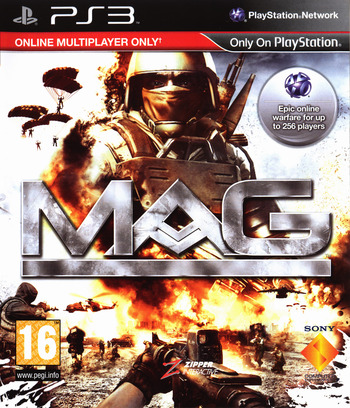 PS3
PlayStation®Network
ONLINE MULTIPLAYER ONLY!†
Only On PlayStation®
Epic online
warfare for up
to 256 players
MAG
16
www.pegi.info
ZIPPER
INTERACTIVE
SONY